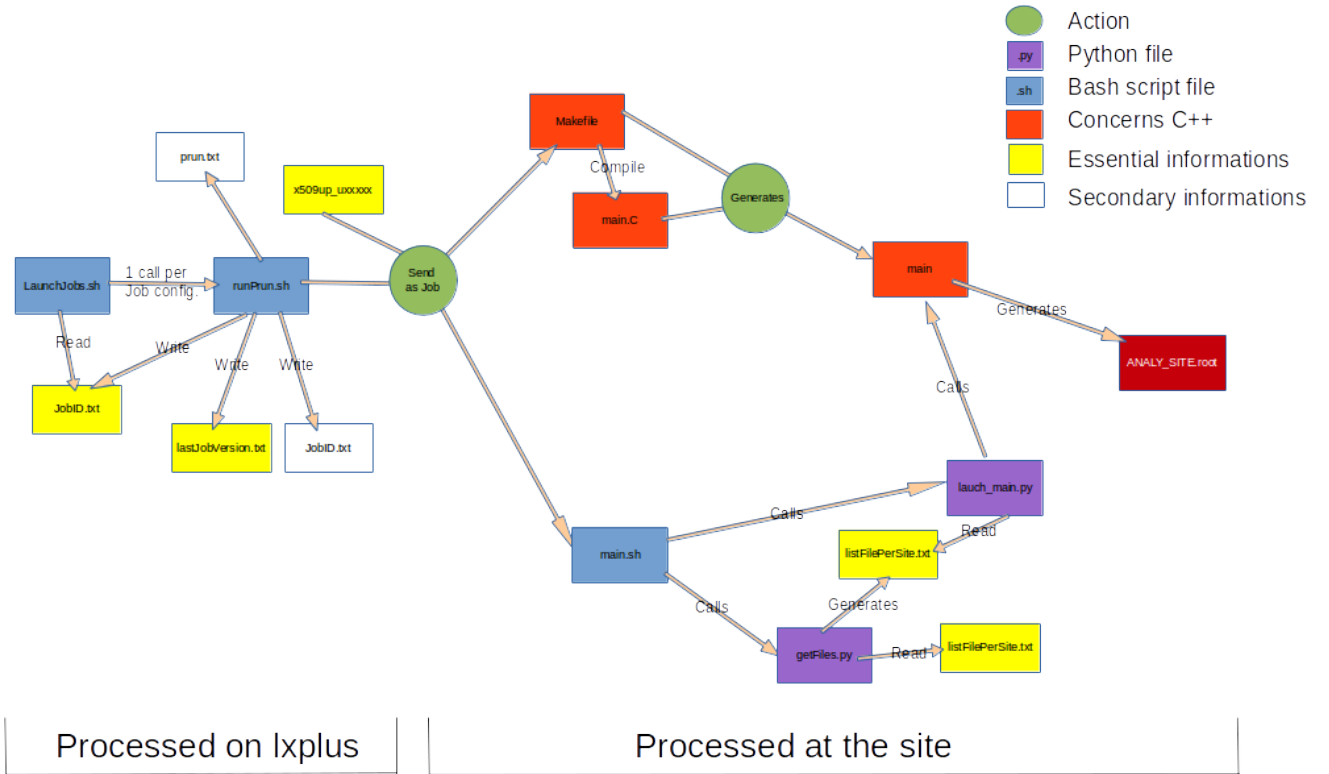 Action
.py
Python file
.sh
Bash script file
Concerns C++
Essential informations
Secondary informations
Makefile
prun.txt
Compile
x509up_uxxxxx
Generates
main.C
Send
as Job
main
LaunchJobs.sh
1 call per
Job config.
runPrun.sh
Generates
Read
Write
Write
Write
ANALY_SITE.root
JobID.txt
Calls
lastJobVersion.txt
JobID.txt
lauch_main.py
Calls
Read
main.sh
listFilePerSite.txt
Calls
Generates
getFiles.py
Read
listFilePerSite.txt
Processed on lxplus
Processed at the site